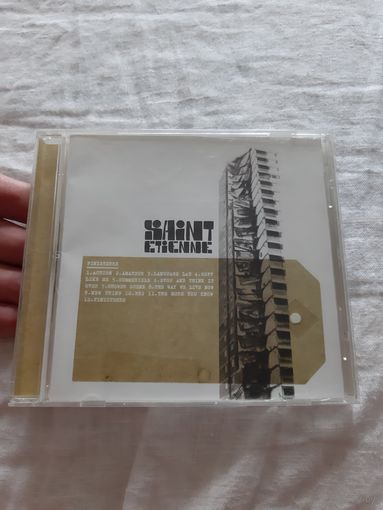 SAINT
ETIENNE
FINISTERRE
1.ACTION 2.AMATEUR 3.LANGUAGE LAB 4.SOFT
LIKE ME 5.SUMMERISLE 6.STOP AND THINK IT
OVER 7.SHOWER SCENE 8.THE WAY WE LIVE NOW
9.NEW THING 10.B92 11.THE MORE YOU KNOW
12.FINISTERRE